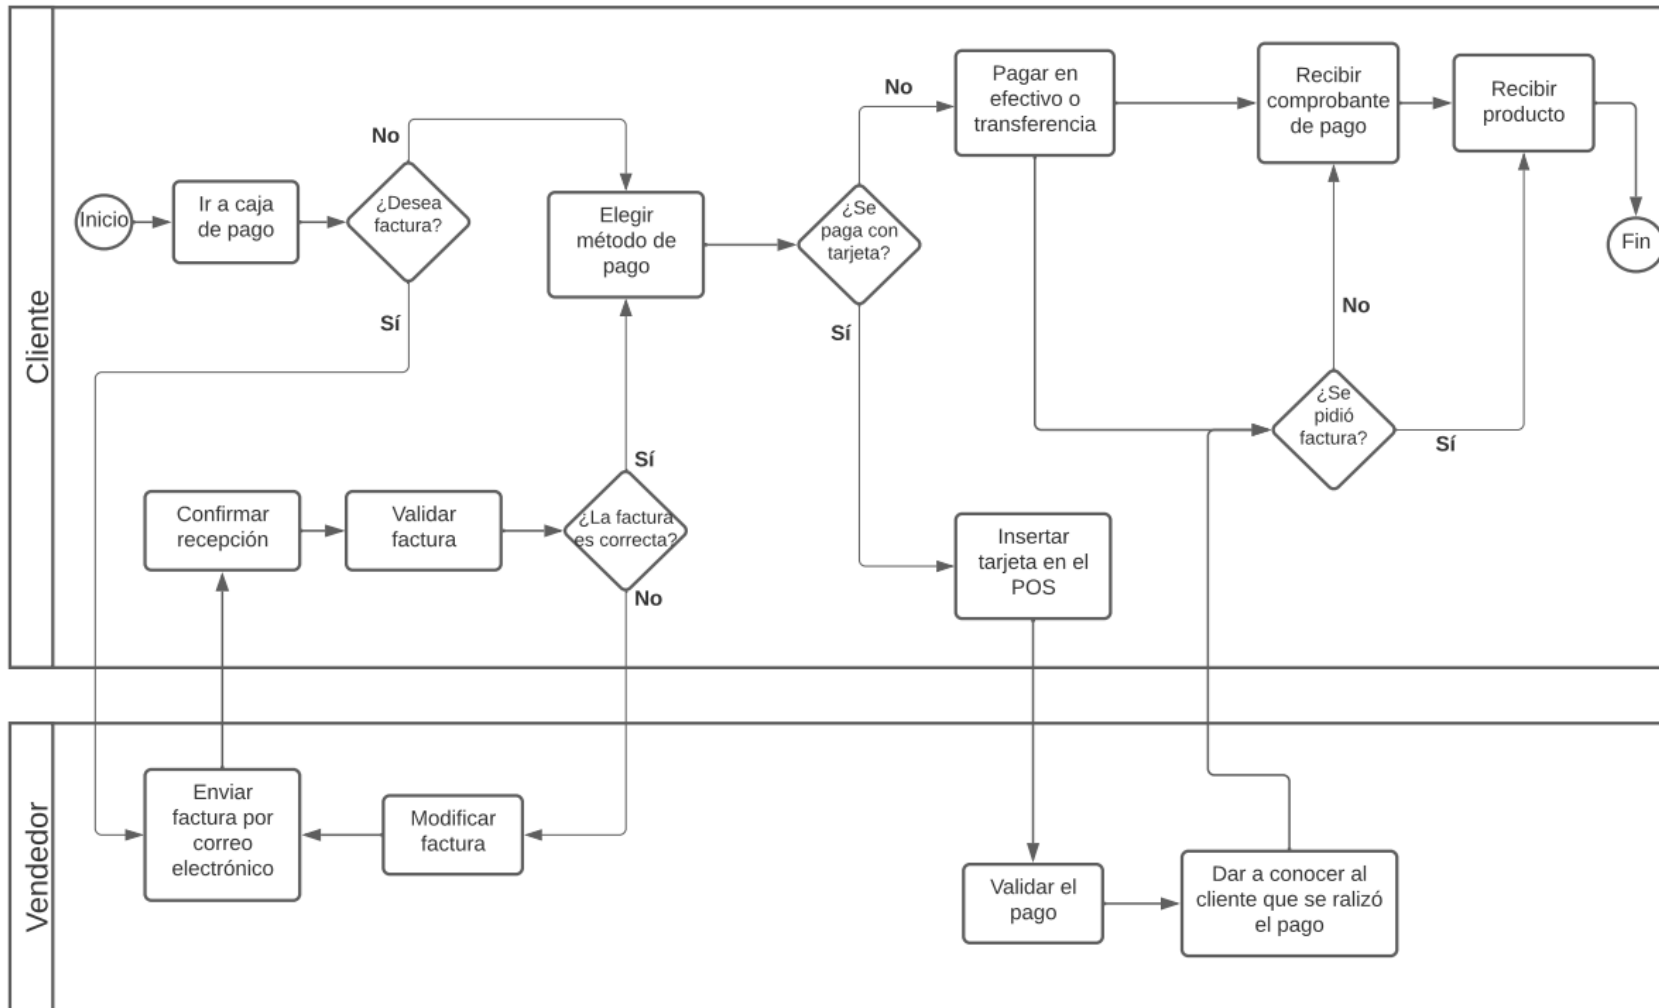 Cliente
Inicio
Ir a caja
de pago
¿Desea
factura?
No
Sí
Elegir
método de
pago
¿Se
paga con
tarjeta?
No
Sí
Pagar en
efectivo o
transferencia
Recibir
comprobante
de pago
Recibir
producto
Fin
No
¿Se
pidió
factura?
Sí
Confirmar
recepción
Validar
factura
¿La factura
es correcta?
Sí
No
Insertar
tarjeta en el
POS
Vendedor
Enviar
factura por
correo
electrónico
Modificar
factura
Validar el
pago
Dar a conocer al
cliente que se ralizó
el pago